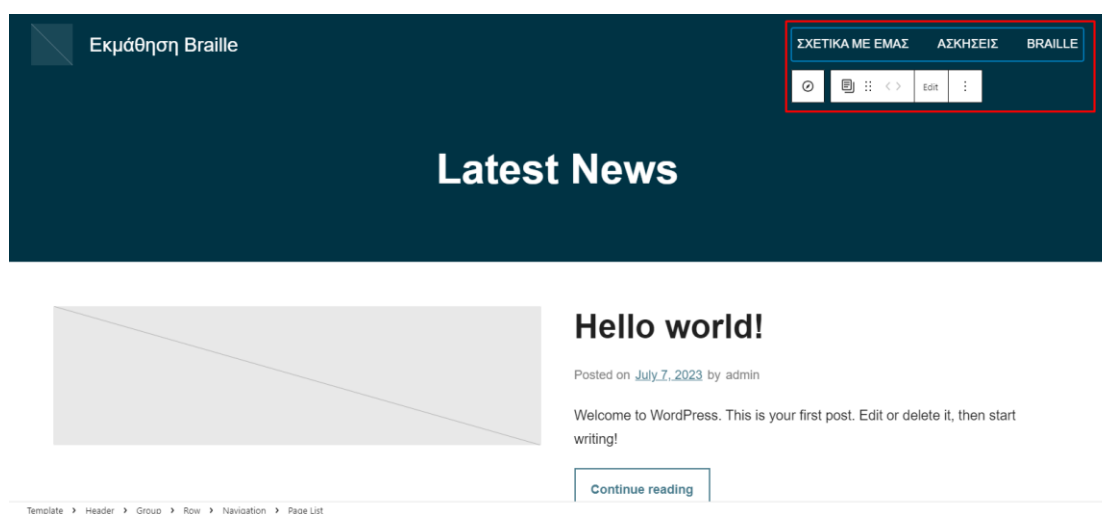 Εκμάθηση Braille
ΣΧΕΤΙΚΑ ΜΕ ΕΜΑΣ ΑΣΚΗΣΕΙΣ BRAILLE
Edit
Latest News
Hello world!
Posted on July 7, 2023 by admin
Welcome to WordPress. This is your first post. Edit or delete it, then start
writing!
Continue reading
Template > Header > Group > Row > Navigation > Page List